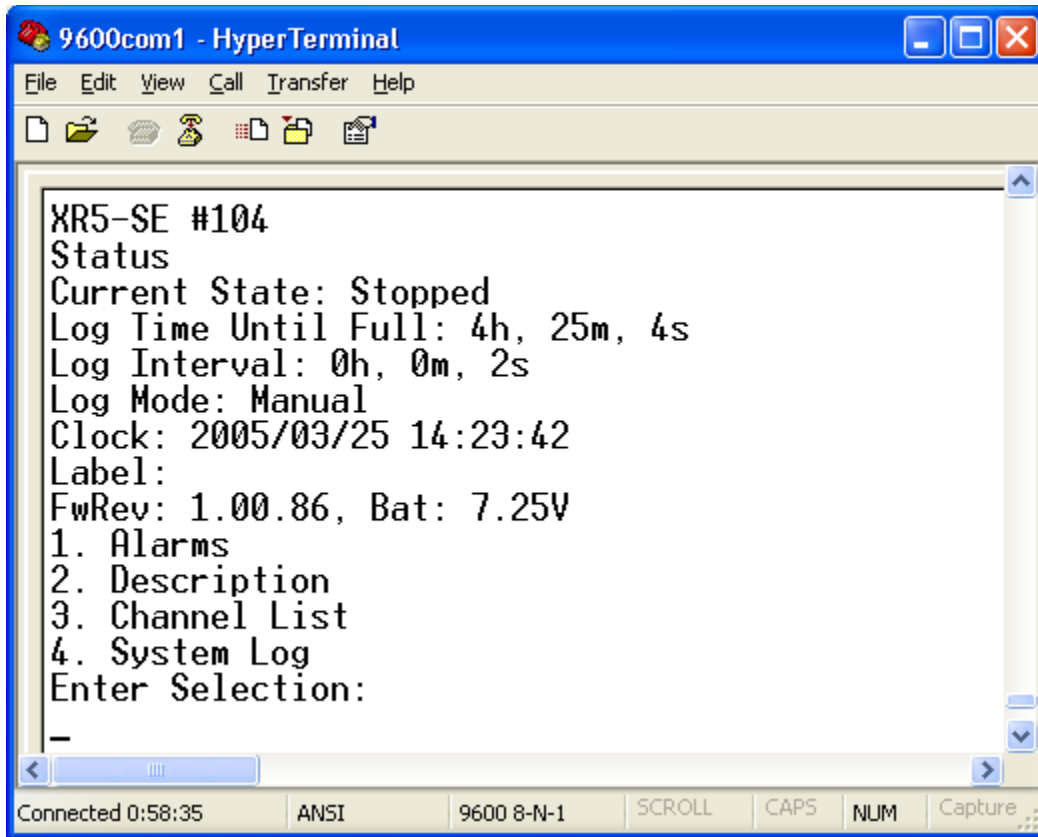 9600com1 - HyperTerminal
File Edit View Call Transfer Help
XR5-SE #104
Status
Current State: Stopped
Log Time Until Full: 4h, 25m, 4s
Log Interval: 0h, 0m, 2s
Log Mode: Manual
Clock: 2005/03/25 14:23:42
Label:
FwRev: 1.00.86, Bat: 7.25V
1. Alarms
2. Description
3. Channel List
4. System Log
Enter Selection:
_
Connected 0:58:35 ANSI 9600 8-N-1 SCROLL CAPS NUM Capture